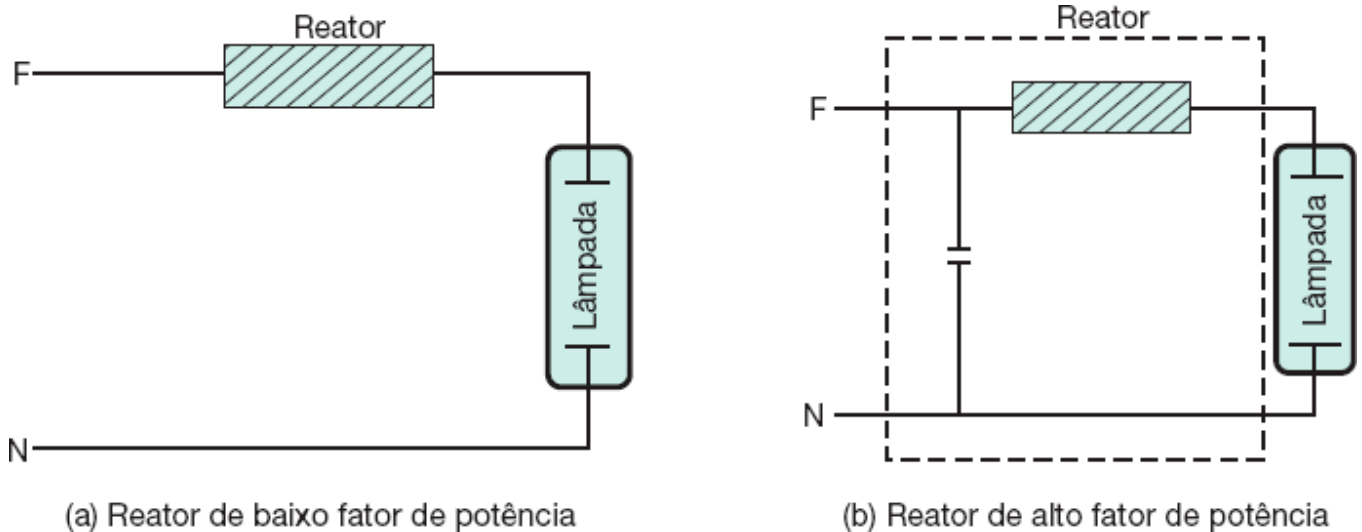 Reator
F
Lâmpada
N
(a) Reator de baixo fator de potência
Reator
F
Lâmpada
N
(b) Reator de alto fator de potência